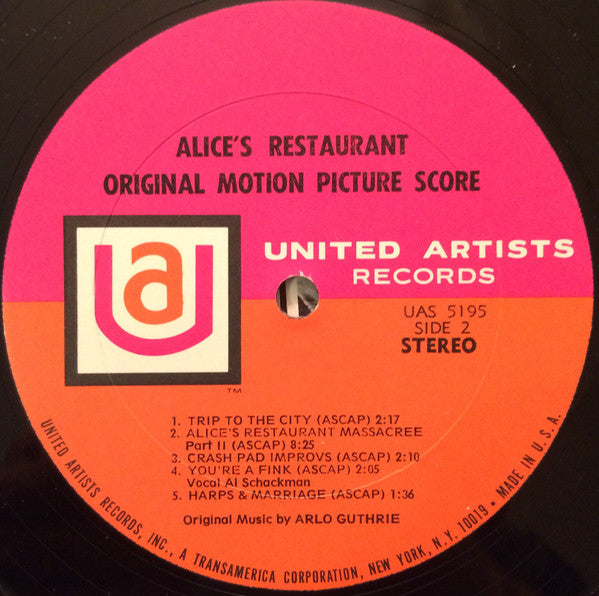 ALICE'S RESTAURANT
ORIGINAL MOTION PICTURE SCORE
ua
UNITED ARTISTS
RECORDS
TM
UAS 5195
SIDE 2
STEREO
1. TRIP TO THE CITY (ASCAP) 2:17
2. ALICE'S RESTAURANT MASSACREE
Part II (ASCAP) 8:25
3. CRASH PAD IMPROVS (ASCAP) 2:10
4. YOU'RE A FINK (ASCAP) 2:05
Vocal Al Schackman
5. HARPS & MARRIAGE (ASCAP) 1:36
Original Music by ARLO GUTHRIE
UNITED ARTISTS RECORDS, INC., A TRANSAMERICA CORPORATION, NEW YORK, N.Y. 10019 • MADE IN U.S.A.